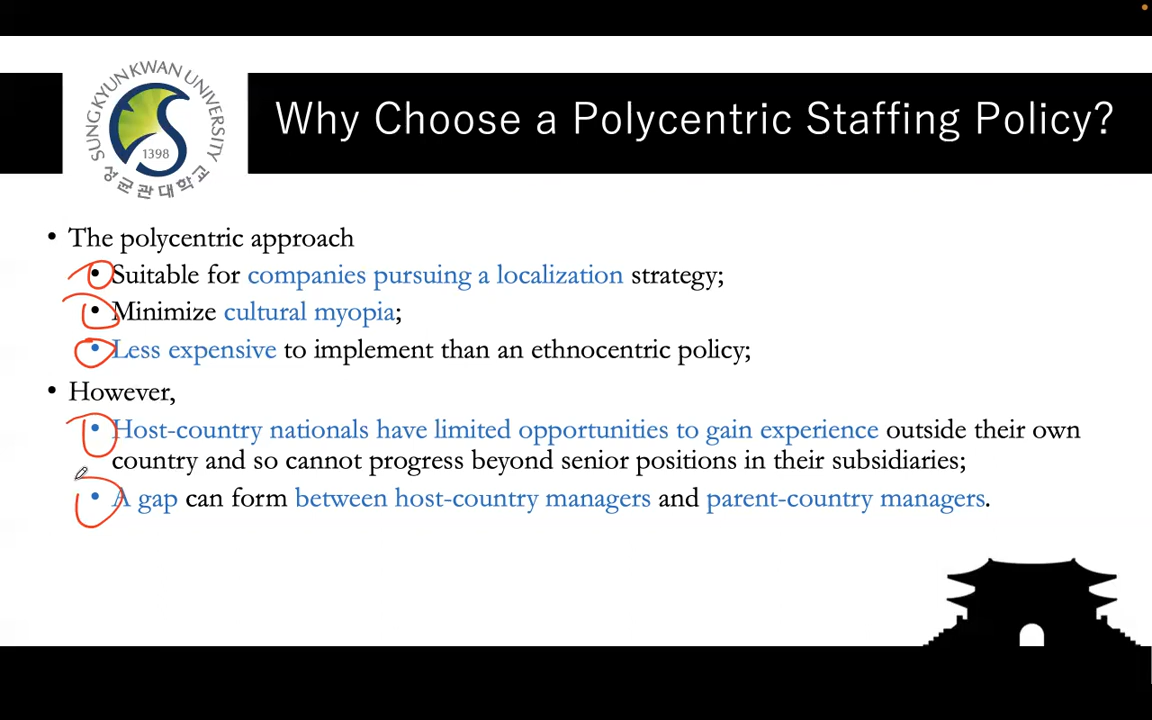 SUNGKYUNKWAN UNIVERSITY
1398
성균관대학교
Why Choose a Polycentric Staffing Policy?
• The polycentric approach
• Suitable for companies pursuing a localization strategy;
• Minimize cultural myopia;
• Less expensive to implement than an ethnocentric policy;
• However,
• Host-country nationals have limited opportunities to gain experience outside their own
country and so cannot progress beyond senior positions in their subsidiaries;
• A gap can form between host-country managers and parent-country managers.